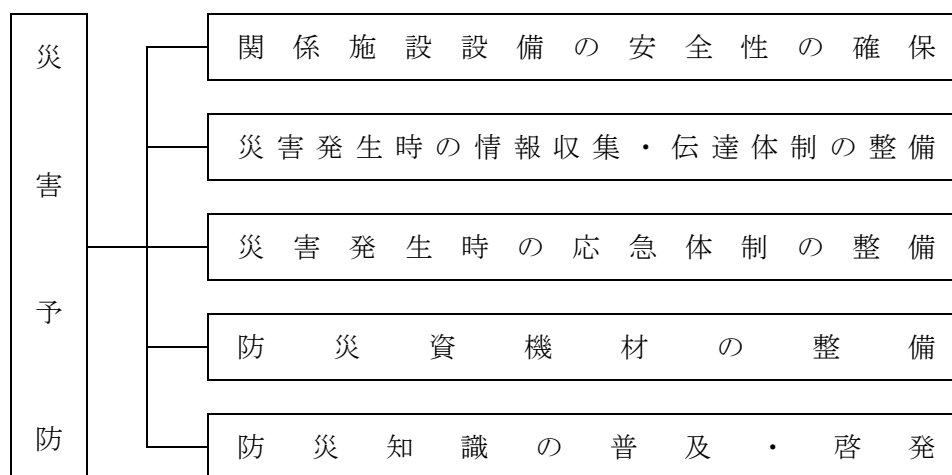 災害予防
関係施設設備の安全性の確保
災害発生時の情報収集・伝達体制の整備
災害発生時の応急体制の整備
防災資機材の整備
防災知識の普及・啓発